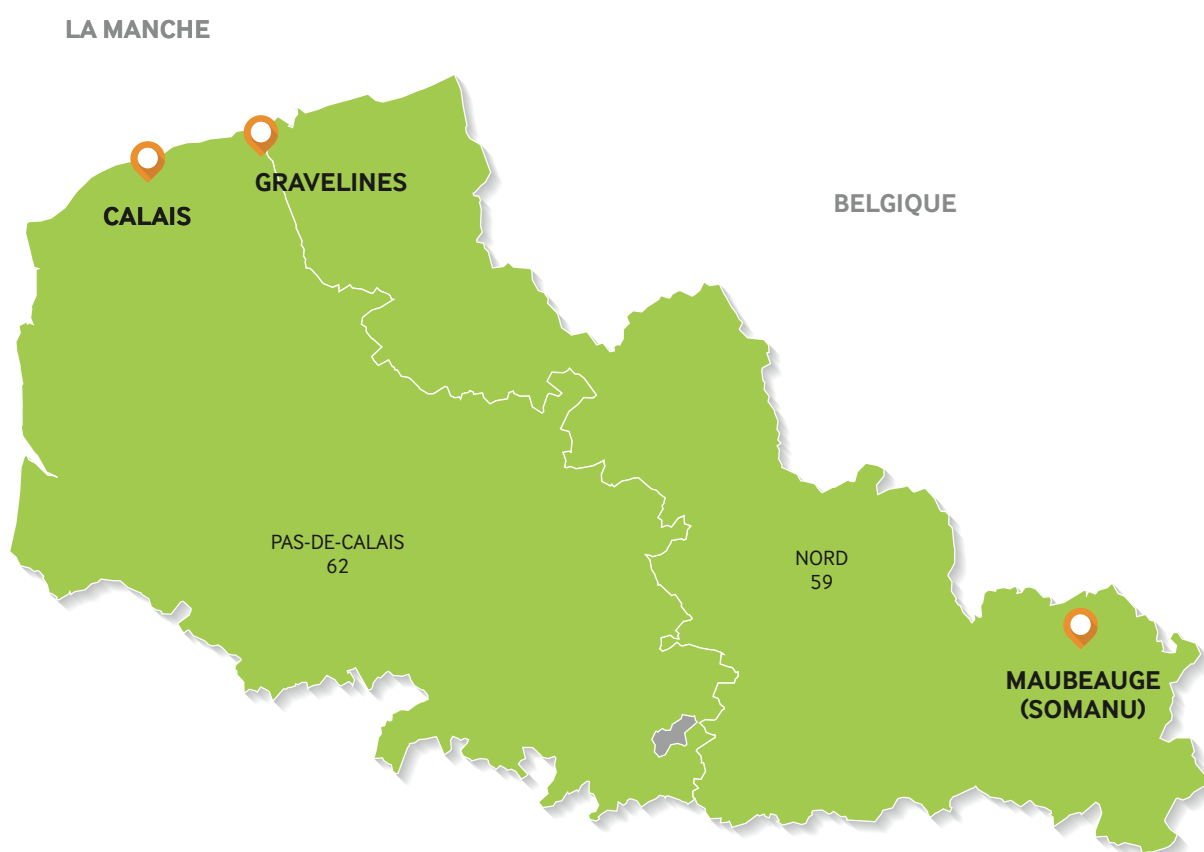 LA MANCHE
GRAVELINES
CALAIS
BELGIQUE
PAS-DE-CALAIS
62
NORD
59
MAUBEAUGE
(SOMANU)